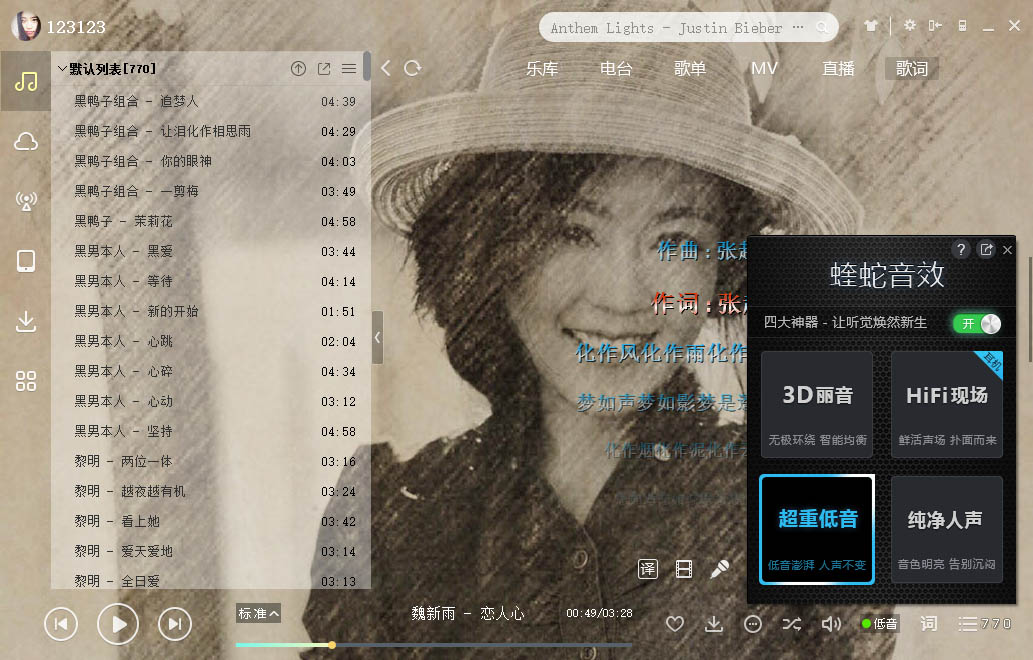 123123
Anthem Lights - Justin Bieber ···
默认列表[770]
乐库
电台
歌单
MV
直播
歌词
黑鸭子组合 - 追梦人 04:39
黑鸭子组合 - 让泪化作相思雨 04:29
黑鸭子组合 - 你的眼神 04:03
黑鸭子组合 - 一剪梅 03:49
黑鸭子 - 茉莉花 04:58
黑男本人 - 黑爱 03:44
黑男本人 - 等待 04:14
黑男本人 - 新的开始 01:51
黑男本人 - 心跳 02:04
黑男本人 - 心碎 04:34
黑男本人 - 心动 03:12
黑男本人 - 坚持 04:58
黎明 - 两位一体 03:16
黎明 - 越夜越有机 03:24
黎明 - 看上她 03:42
黎明 - 爱天爱地 03:14
黎明 - 全日爱 03:13
作曲：张
作词：张
化作风化作雨化作
梦如声梦如影梦是
化作烟化作泥化作
?
蝰蛇音效
四大神器 - 让听觉焕然新生
开
3D丽音
无极环绕 智能均衡
耳机
HiFi现场
鲜活声场 扑面而来
超重低音
低音澎湃 人声不变
纯净人声
音色明亮 告别沉闷
译
标准
魏新雨 - 恋人心
00:49/03:28
低音
词
770